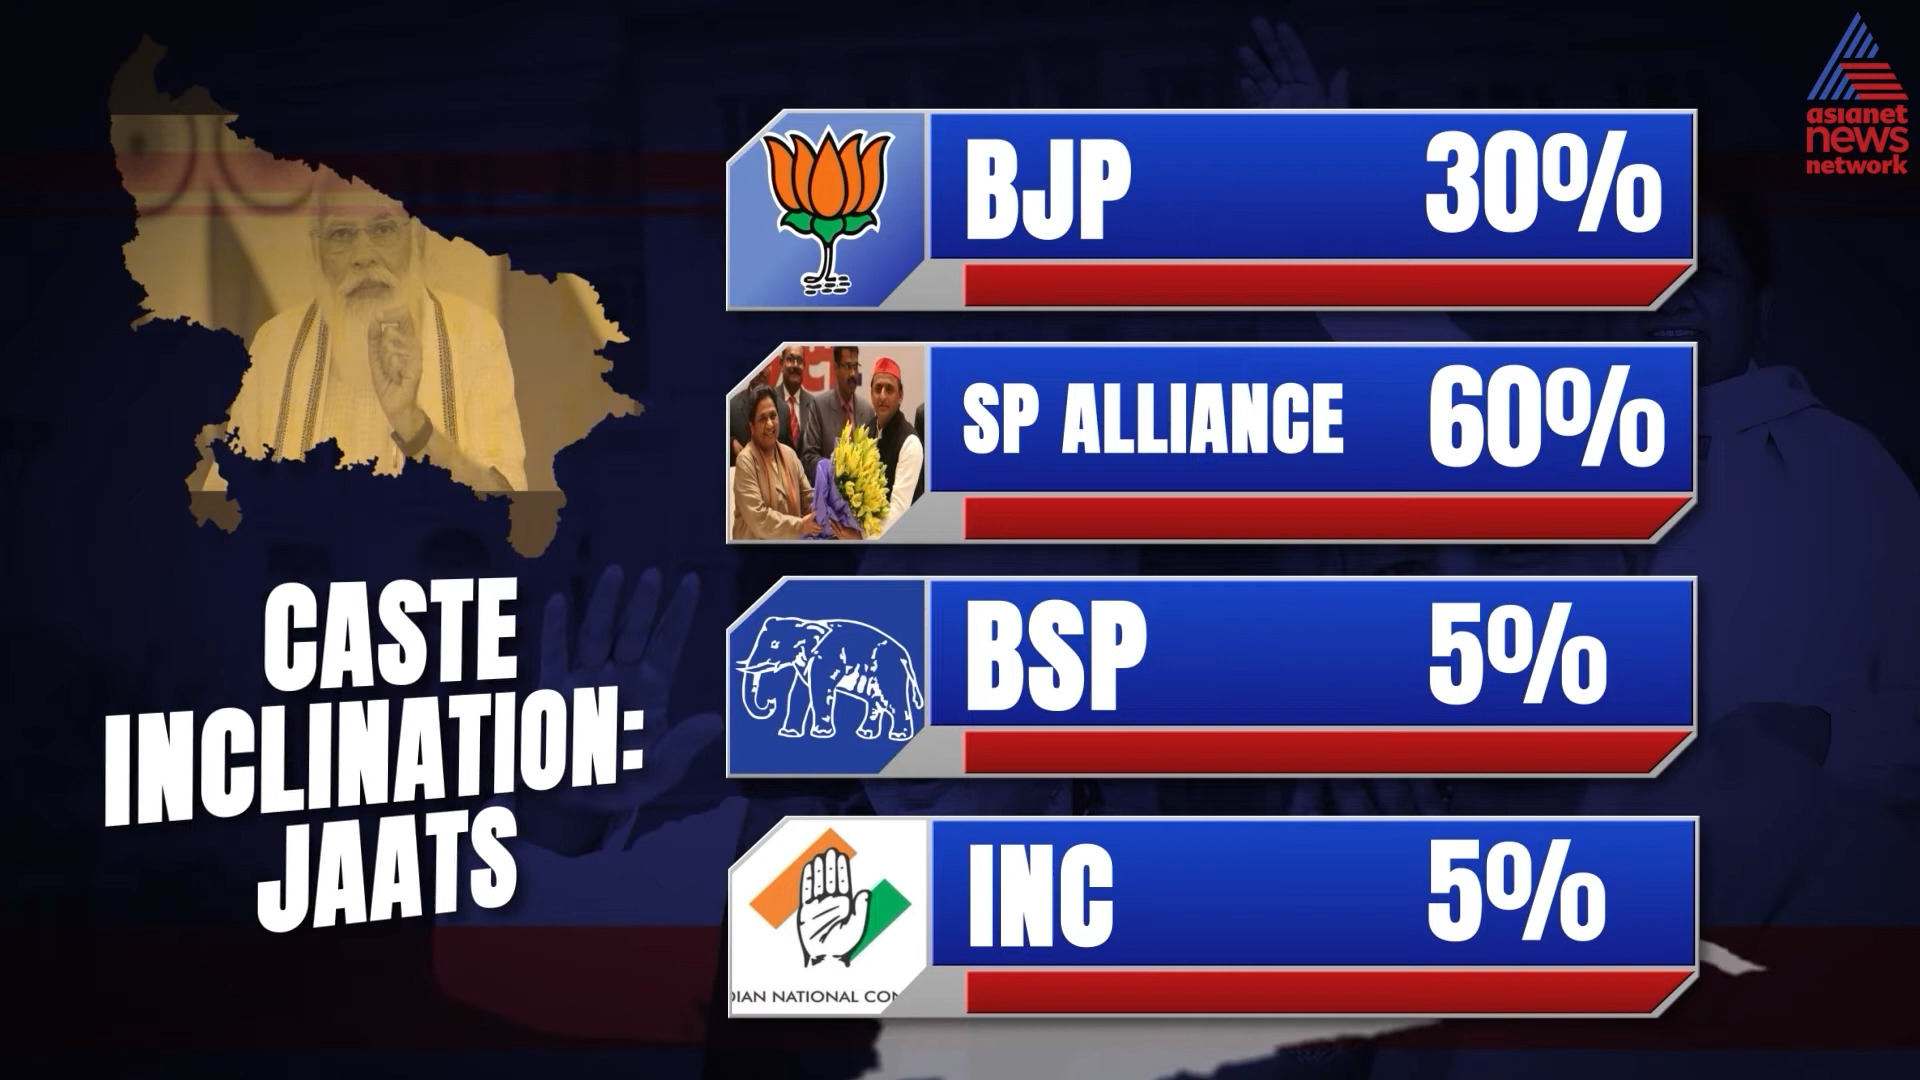 CASTE
INCLINATION:
JAATS
BJP 30%
SP ALLIANCE 60%
BSP 5%
INC 5%
DIAN NATIONAL CON
asianet
news
network